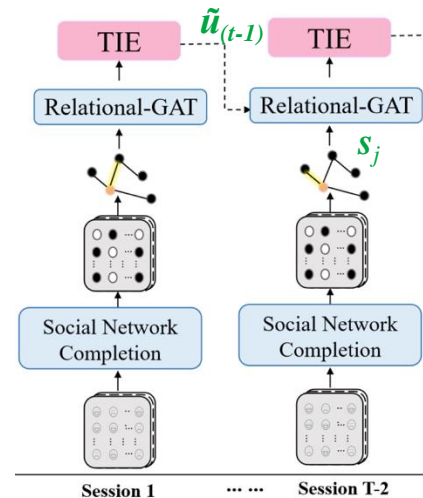 TIE
ũ(t-1)
TIE
Relational-GAT
Relational-GAT
sj
Social Network
Completion
Social Network
Completion
Session 1
... ...
Session T-2